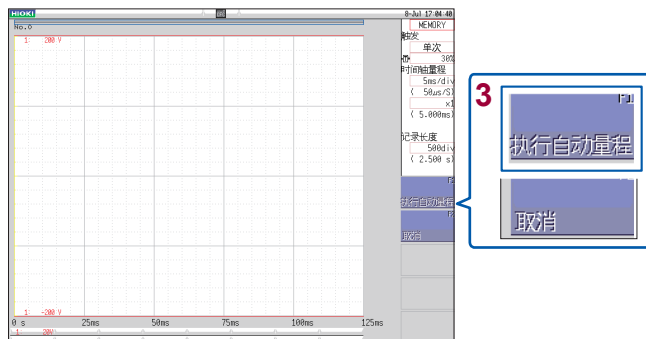 HIOKI
8-Jul 17:04:40
No.0
1: 200 V
MEMORY
触发
单次
30%
时间轴量程
5ms/div
( 50µs/S)
x1
( 5.000ms)
记录长度
500div
( 2.500 s)
执行自动量程
取消
1: -200 V
0 s 25ms 50ms 75ms 100ms 125ms
3
执行自动量程
取消